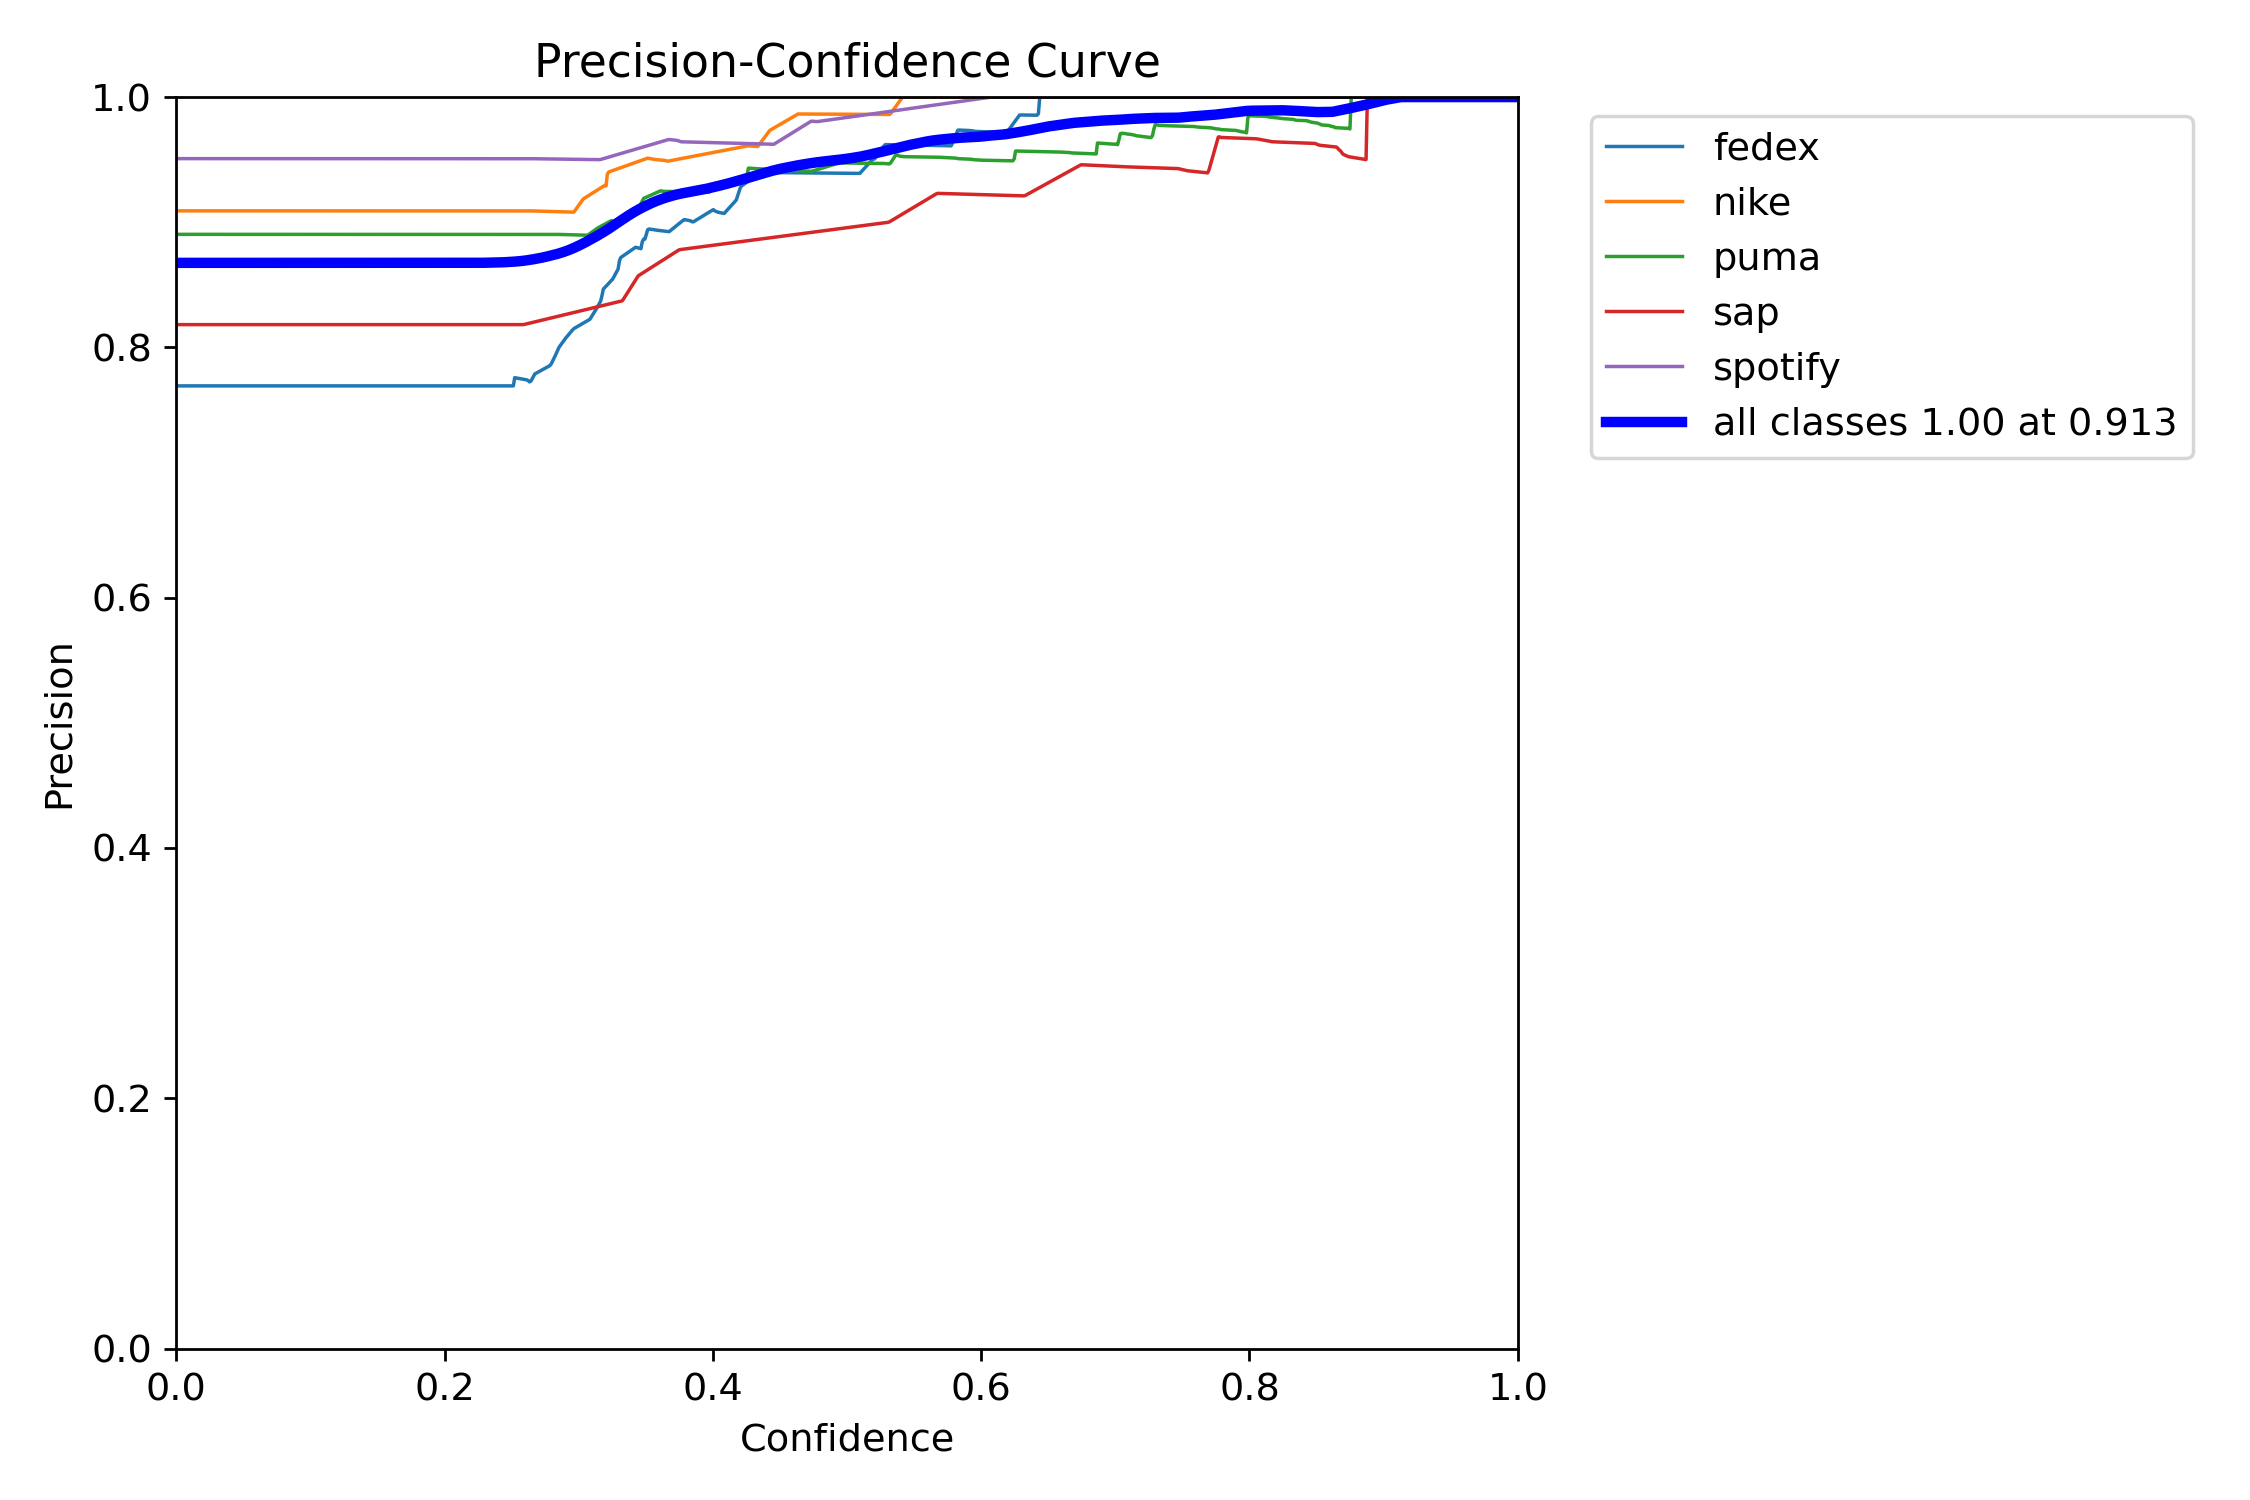 Precision-Confidence Curve
1.0
0.8
0.6
0.4
0.2
0.0
Precision
0.0 0.2 0.4 0.6 0.8 1.0
Confidence
fedex
nike
puma
sap
spotify
all classes 1.00 at 0.913